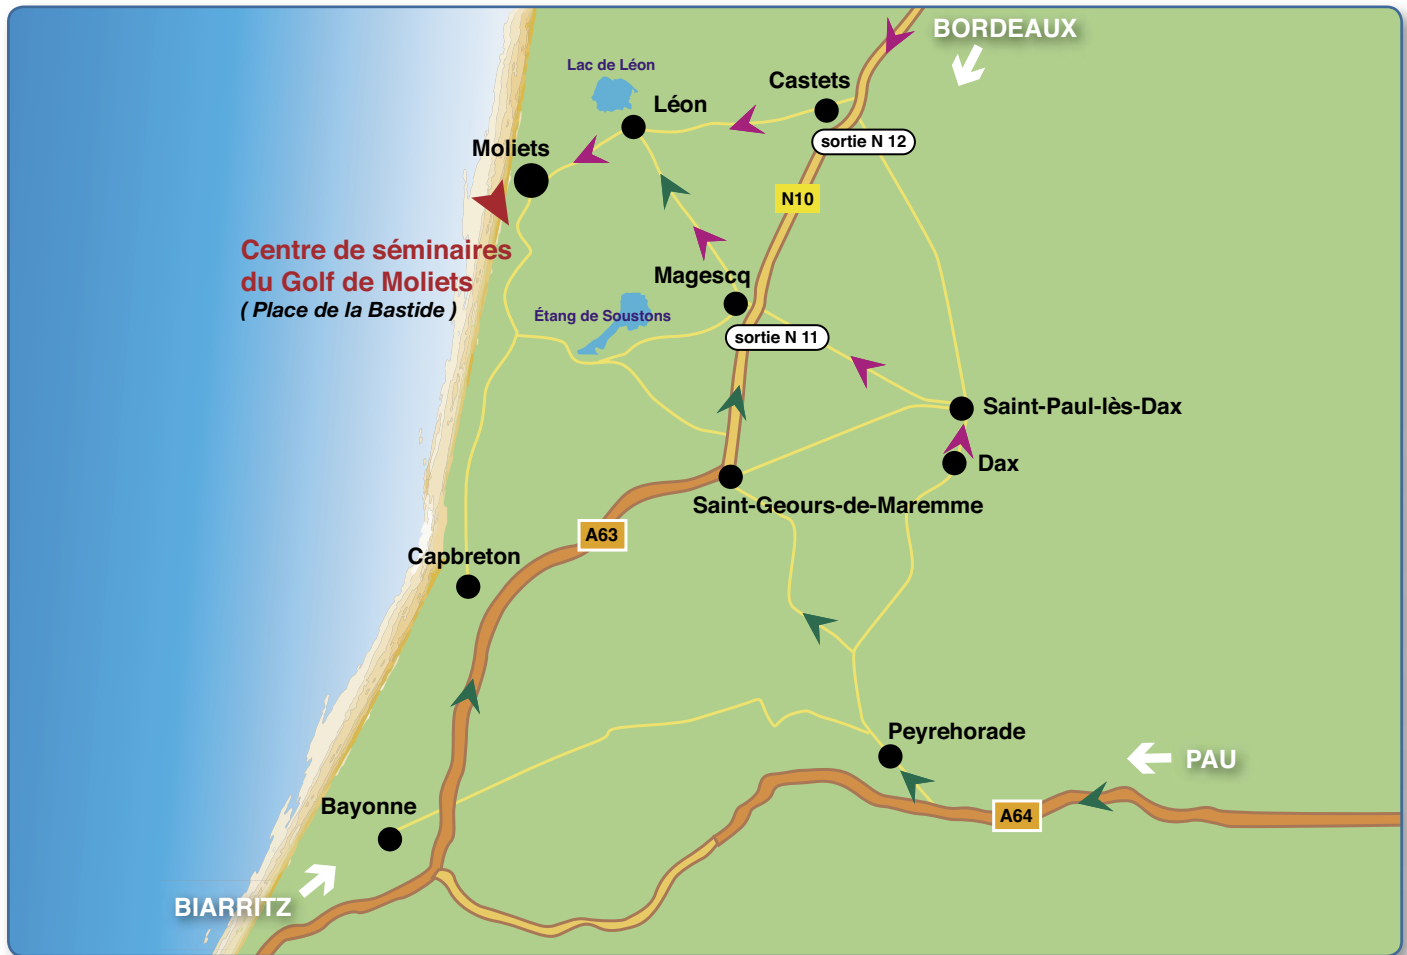 BORDEAUX
Lac de Léon
Castets
Léon
sortie N 12
Moliets
N10
Centre de séminaires
du Golf de Moliets
( Place de la Bastide )
Magescq
Étang de Soustons
sortie N 11
Saint-Paul-lès-Dax
Dax
Saint-Geours-de-Maremme
A63
Capbreton
Peyrehorade
PAU
Bayonne
A64
BIARRITZ